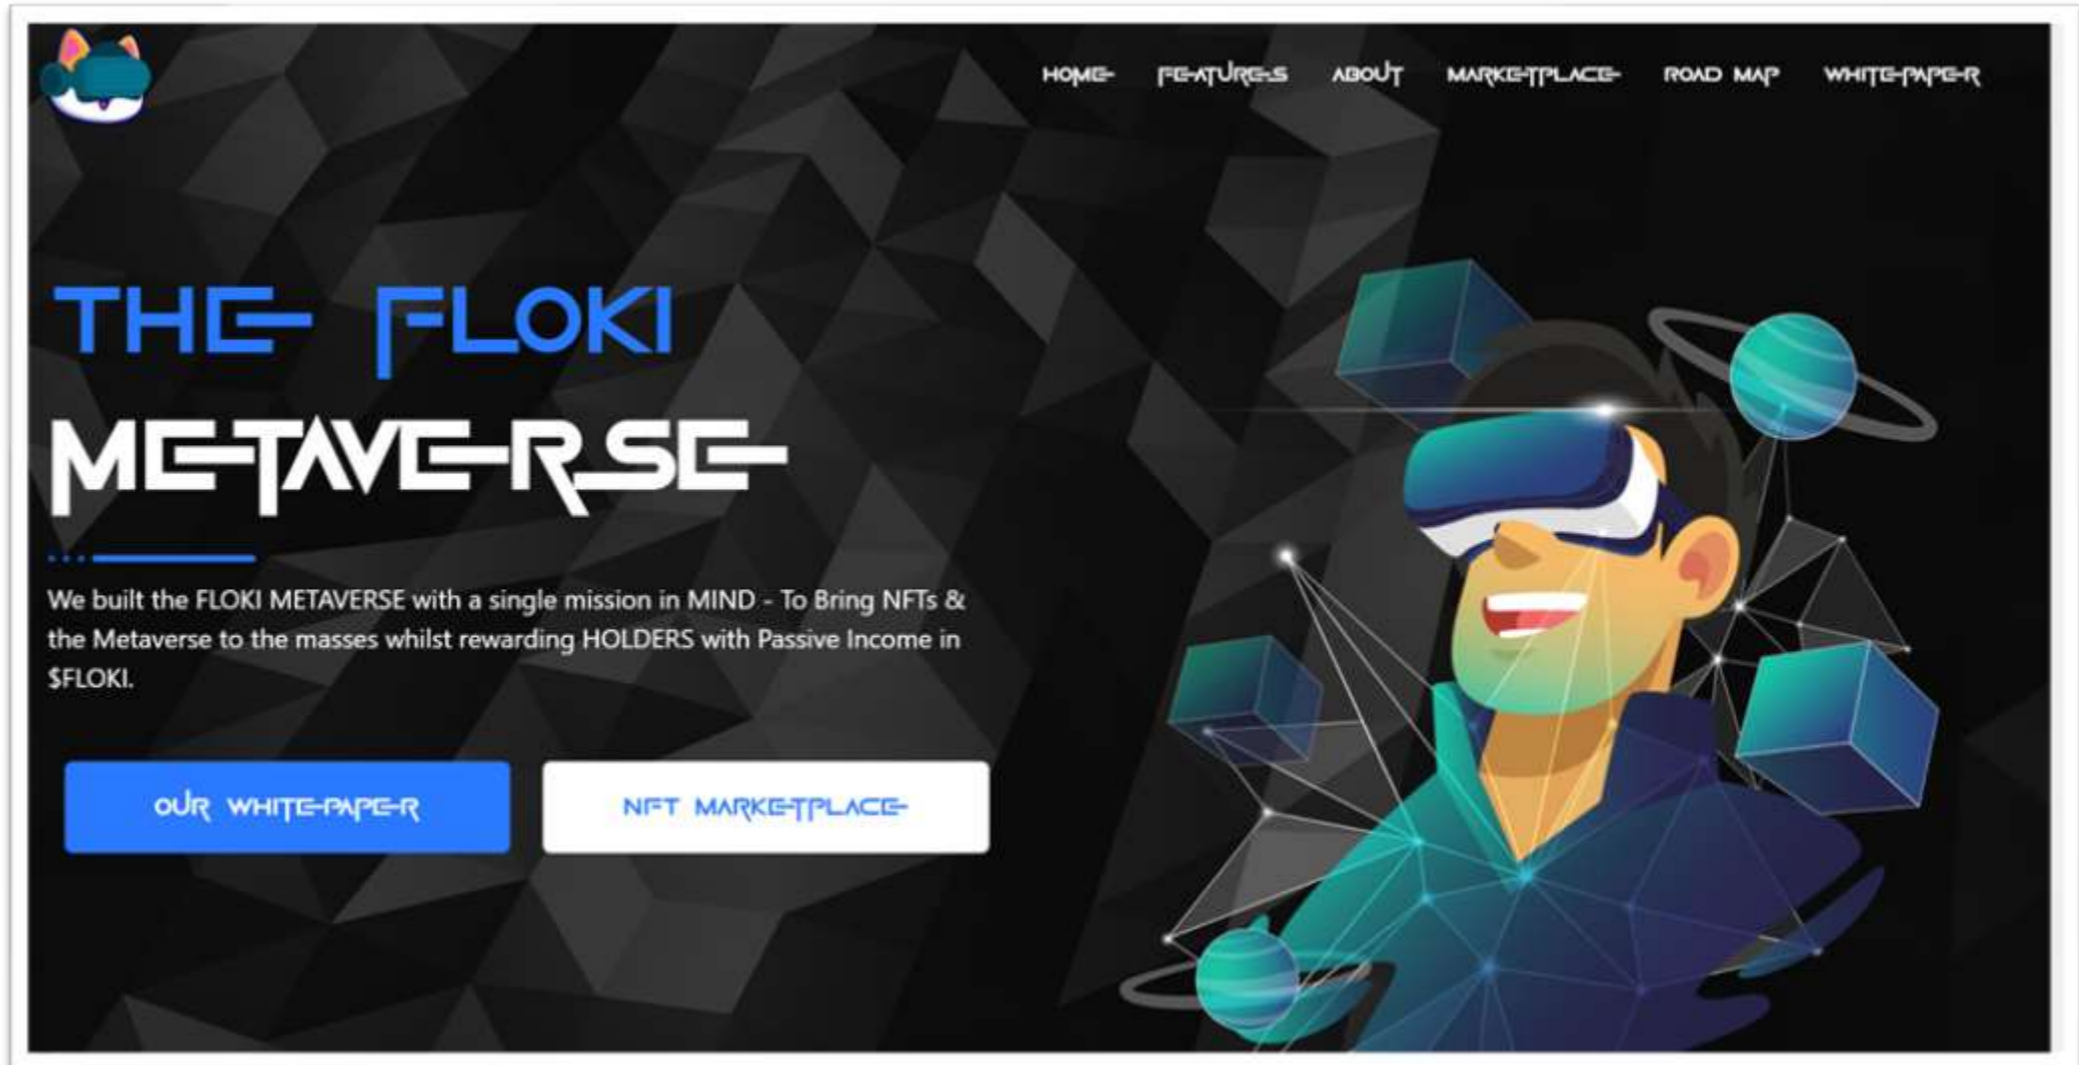 HOME FEATURES ABOUT MARKETPLACE ROAD MAP WHITEPAPER
THE FLOKI
METAVERSE
We built the FLOKI METAVERSE with a single mission in MIND - To Bring NFTs &
the Metaverse to the masses whilst rewarding HOLDERS with Passive Income in
$FLOKI.
OUR WHITEPAPER NFT MARKETPLACE